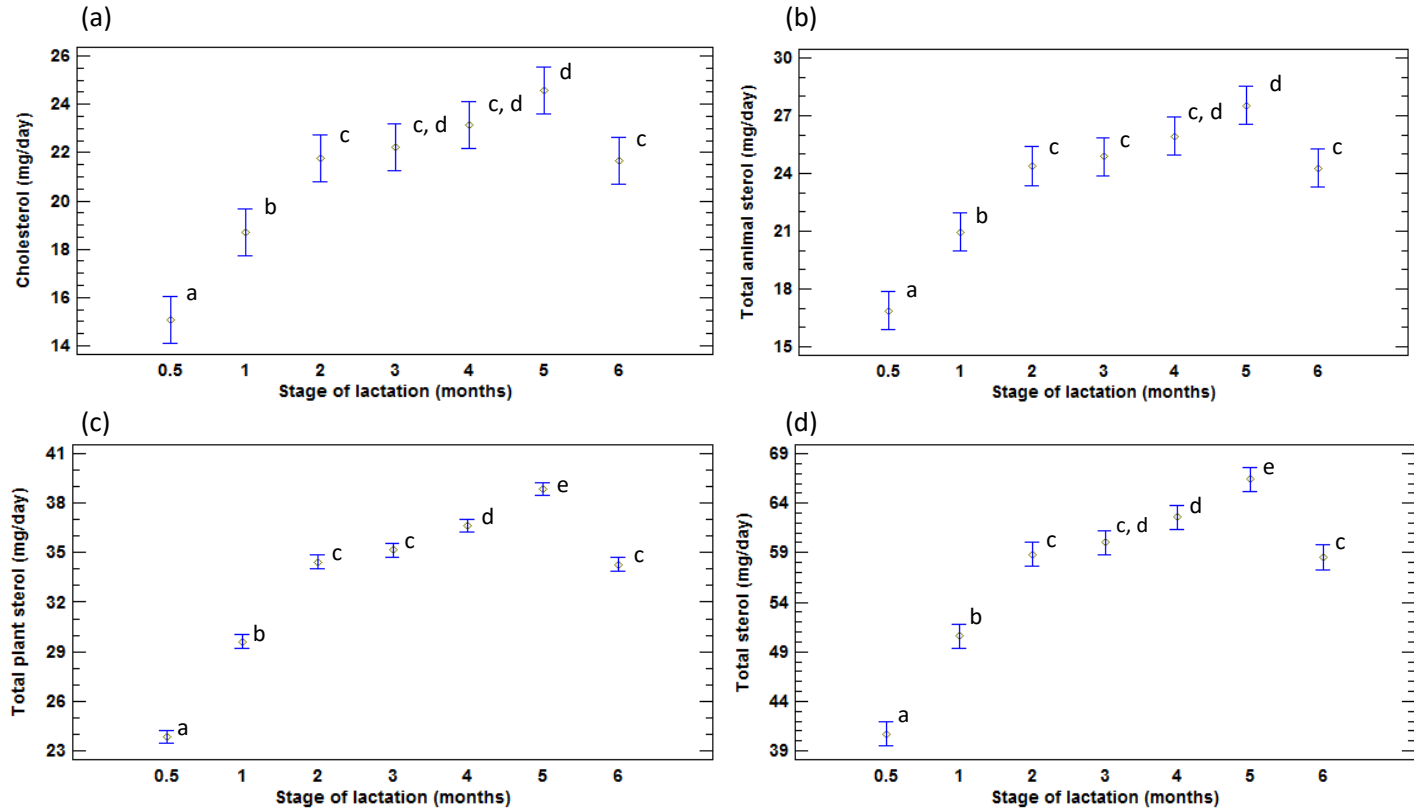 (a)
Cholesterol (mg/day)
26
24
22
20
18
16
14
a
b
c
c, d
c, d
d
c
0.5 1 2 3 4 5 6
Stage of lactation (months)
(b)
Total animal sterol (mg/day)
30
27
24
21
18
15
a
b
c
c
c, d
d
c
0.5 1 2 3 4 5 6
Stage of lactation (months)
(c)
Total plant sterol (mg/day)
41
38
35
32
29
26
23
a
b
c
c
d
e
c
0.5 1 2 3 4 5 6
Stage of lactation (months)
(d)
Total sterol (mg/day)
69
64
59
54
49
44
39
a
b
c
c, d
d
e
c
0.5 1 2 3 4 5 6
Stage of lactation (months)